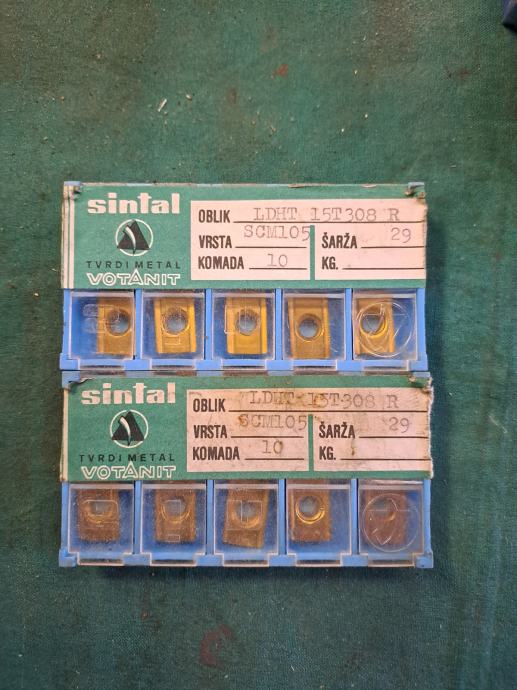 sintal
TVRDI METAL
VOTANIT
OBLIK LDHT 15T308 R
VRSTA SCM105 ŠARŽA 29
KOMADA 10 KG.
sintal
TVRDI METAL
VOTANIT
OBLIK LDHT 15T308 R
VRSTA SCM105 ŠARŽA 29
KOMADA 10 KG.